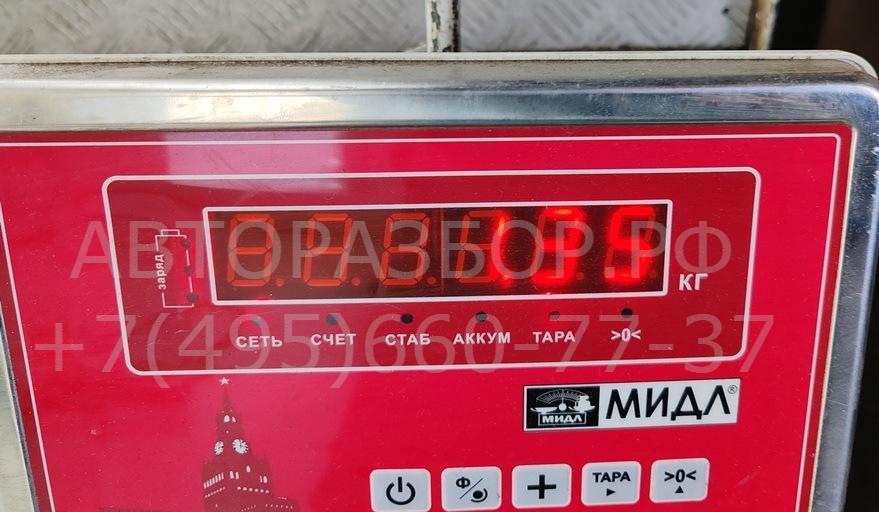 АВТОРАЗБОР.РФ
заряд
КГ
+7(495)660-77-37
СЕТЬ СЧЕТ СТАБ АККУМ ТАРА >0<
МИДЛ МИДЛ®
Ф + ТАРА >0<